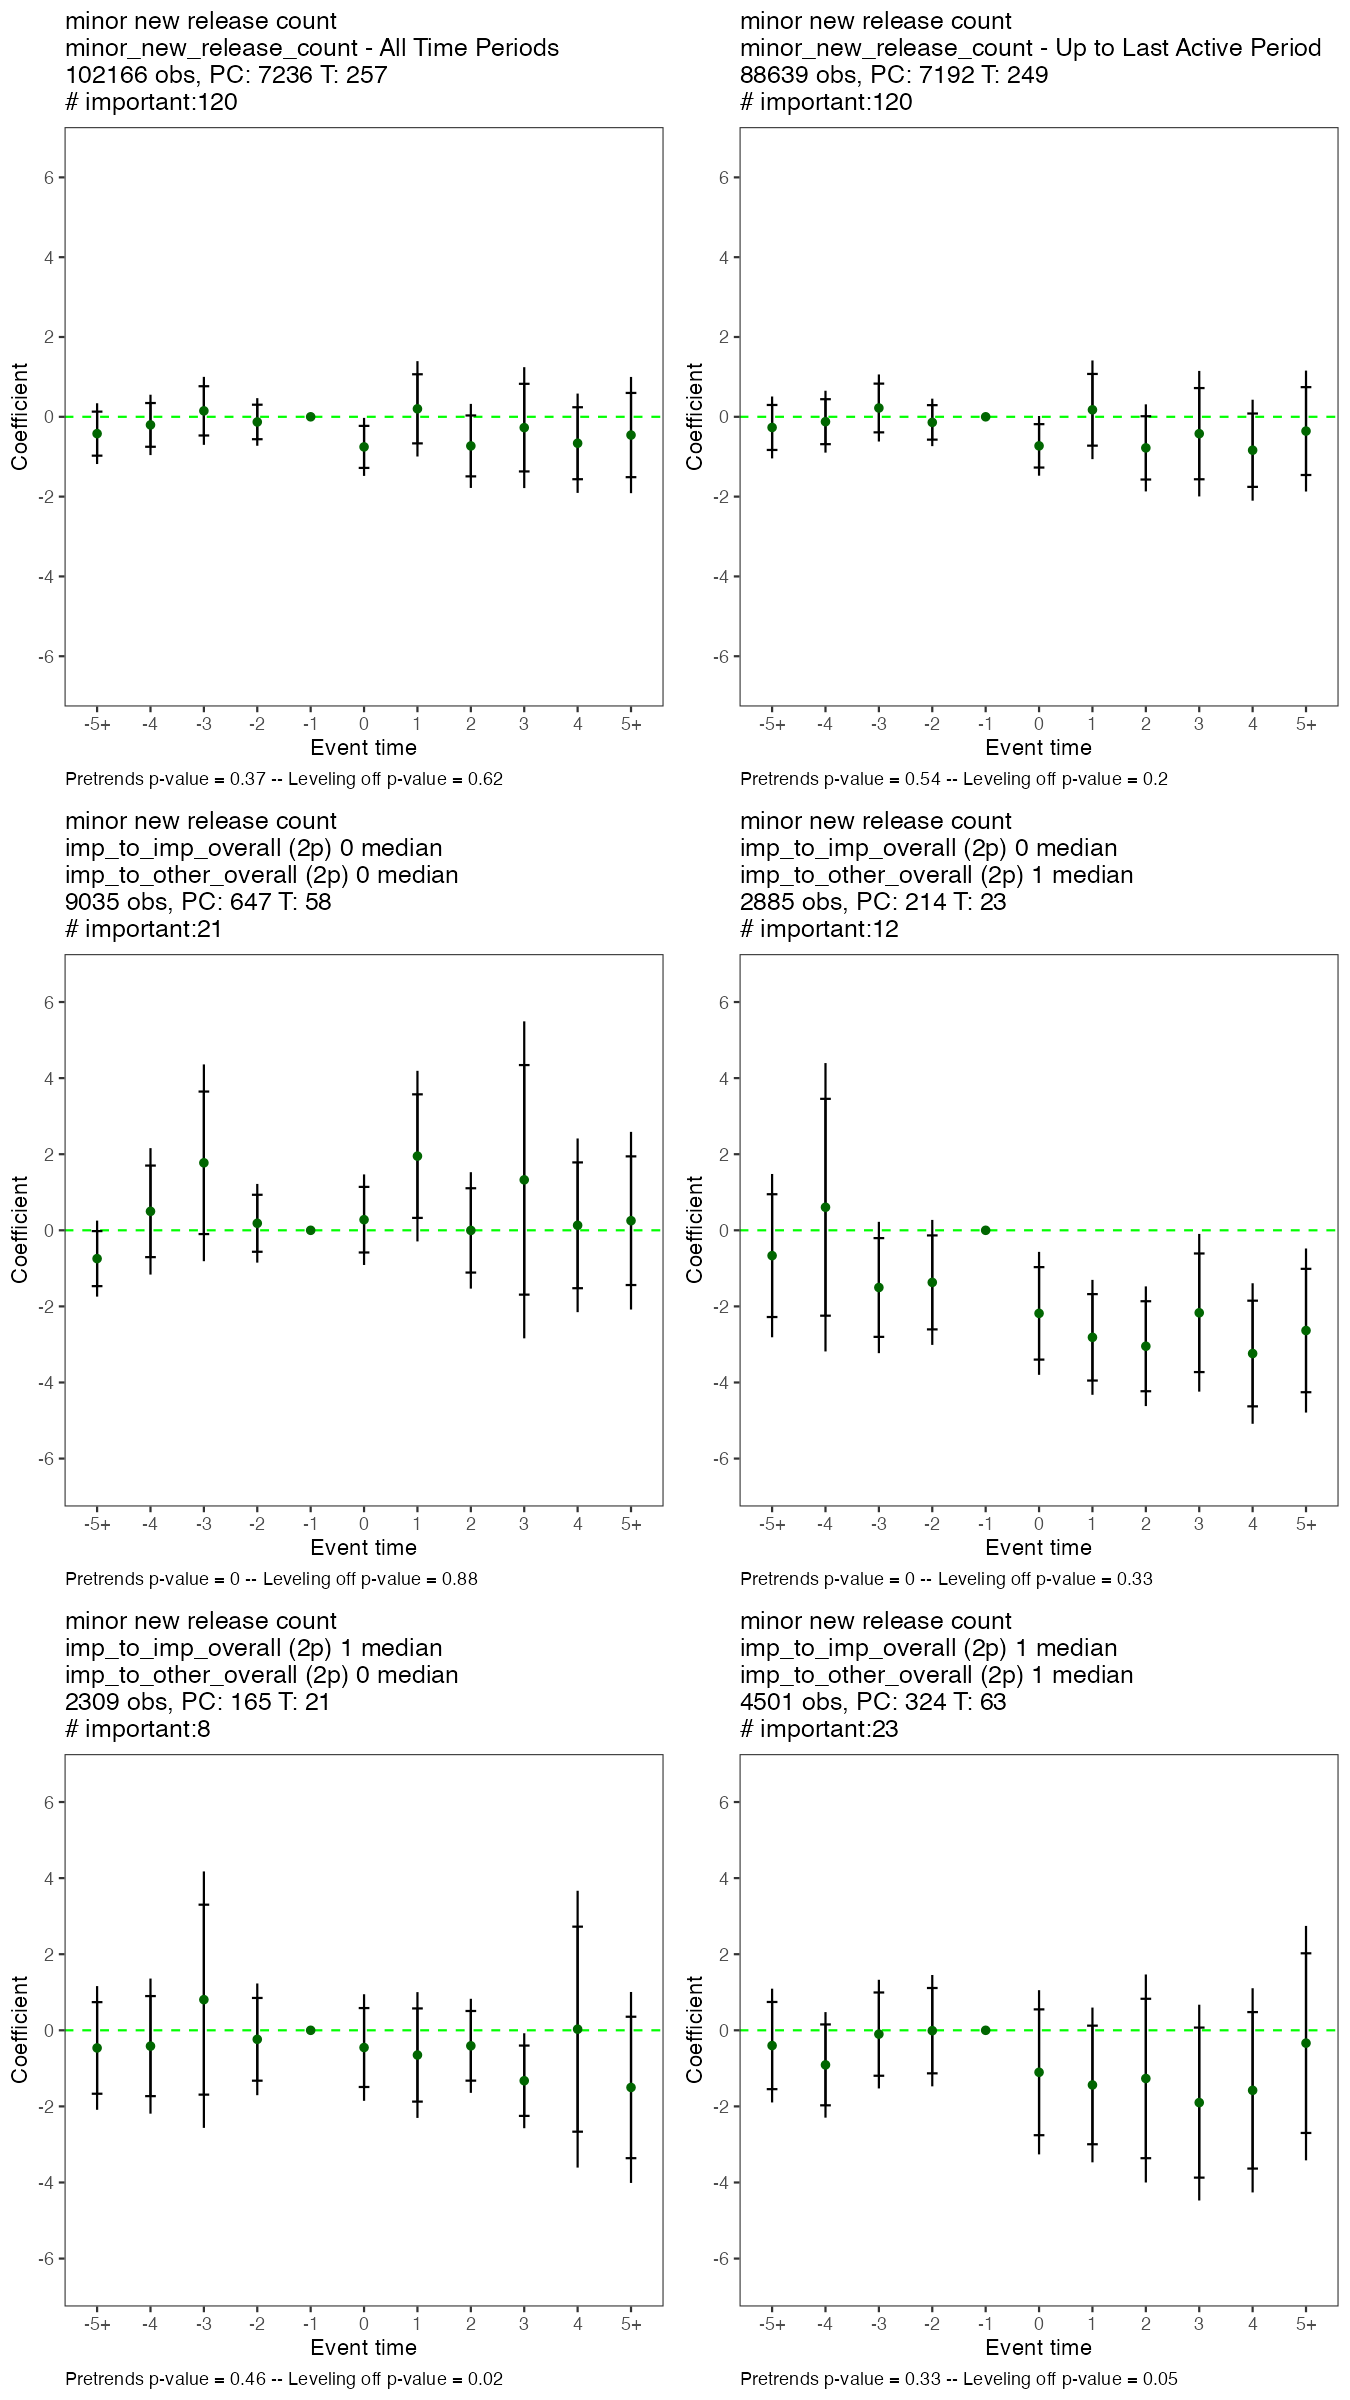 minor new release count
minor_new_release_count - All Time Periods
102166 obs, PC: 7236 T: 257
# important:120
6
4
2
0
-2
-4
-6
Coefficient
-5+ -4 -3 -2 -1 0 1 2 3 4 5+
Event time
Pretrends p-value = 0.37 -- Leveling off p-value = 0.62
minor new release count
minor_new_release_count - Up to Last Active Period
88639 obs, PC: 7192 T: 249
# important:120
6
4
2
0
-2
-4
-6
Coefficient
-5+ -4 -3 -2 -1 0 1 2 3 4 5+
Event time
Pretrends p-value = 0.54 -- Leveling off p-value = 0.2
minor new release count
imp_to_imp_overall (2p) 0 median
imp_to_other_overall (2p) 0 median
9035 obs, PC: 647 T: 58
# important:21
6
4
2
0
-2
-4
-6
Coefficient
-5+ -4 -3 -2 -1 0 1 2 3 4 5+
Event time
Pretrends p-value = 0 -- Leveling off p-value = 0.88
minor new release count
imp_to_imp_overall (2p) 0 median
imp_to_other_overall (2p) 1 median
2885 obs, PC: 214 T: 23
# important:12
6
4
2
0
-2
-4
-6
Coefficient
-5+ -4 -3 -2 -1 0 1 2 3 4 5+
Event time
Pretrends p-value = 0 -- Leveling off p-value = 0.33
minor new release count
imp_to_imp_overall (2p) 1 median
imp_to_other_overall (2p) 0 median
2309 obs, PC: 165 T: 21
# important:8
6
4
2
0
-2
-4
-6
Coefficient
-5+ -4 -3 -2 -1 0 1 2 3 4 5+
Event time
Pretrends p-value = 0.46 -- Leveling off p-value = 0.02
minor new release count
imp_to_imp_overall (2p) 1 median
imp_to_other_overall (2p) 1 median
4501 obs, PC: 324 T: 63
# important:23
6
4
2
0
-2
-4
-6
Coefficient
-5+ -4 -3 -2 -1 0 1 2 3 4 5+
Event time
Pretrends p-value = 0.33 -- Leveling off p-value = 0.05